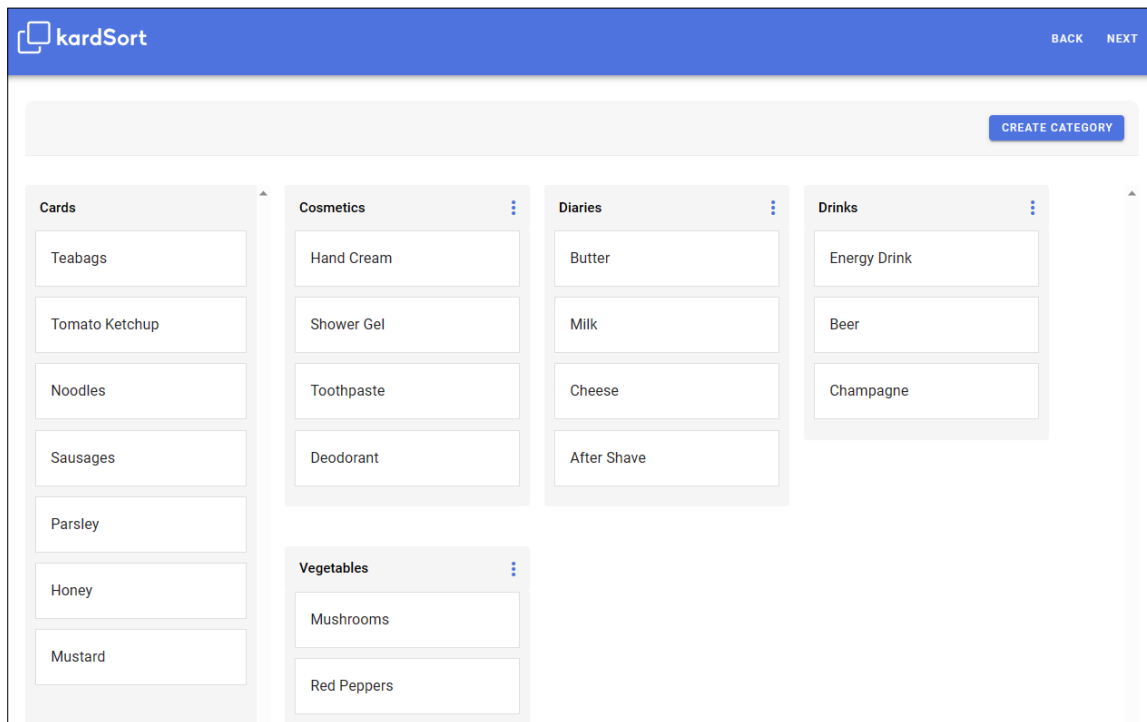 kardSort
BACK NEXT
CREATE CATEGORY
Cards
Teabags
Tomato Ketchup
Noodles
Sausages
Parsley
Honey
Mustard
Cosmetics
Hand Cream
Shower Gel
Toothpaste
Deodorant
Diaries
Butter
Milk
Cheese
After Shave
Drinks
Energy Drink
Beer
Champagne
Vegetables
Mushrooms
Red Peppers